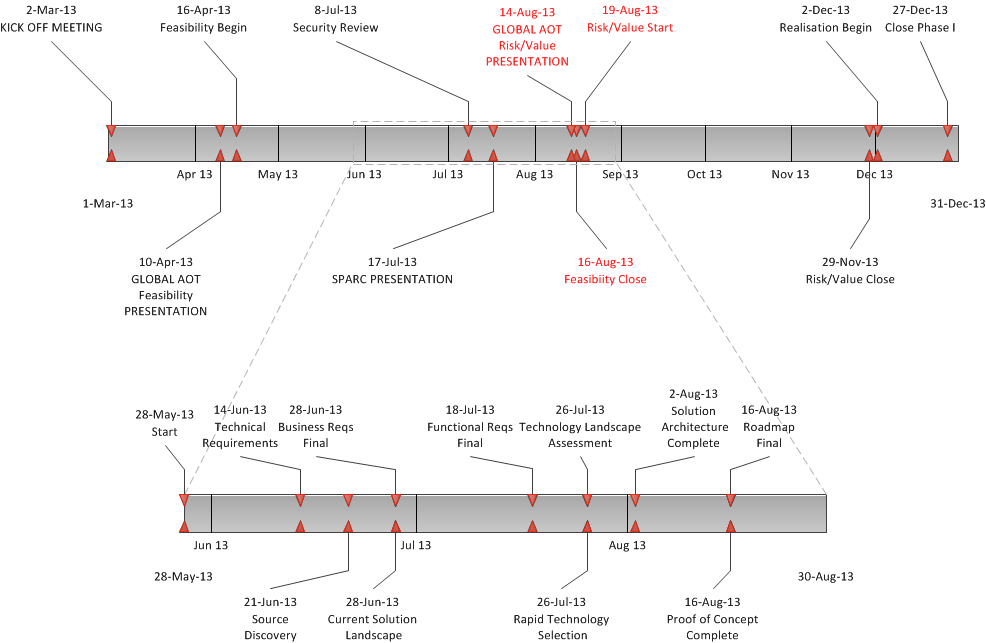 2-Mar-13
KICK OFF MEETING
16-Apr-13
Feasibility Begin
8-Jul-13
Security Review
14-Aug-13
GLOBAL AOT
Risk/Value
PRESENTATION
19-Aug-13
Risk/Value Start
2-Dec-13
Realisation Begin
27-Dec-13
Close Phase I
Apr 13
May 13
Jun 13
Jul 13
Aug 13
Sep 13
Oct 13
Nov 13
Dec 13
1-Mar-13
31-Dec-13
10-Apr-13
GLOBAL AOT
Feasibility
PRESENTATION
17-Jul-13
SPARC PRESENTATION
16-Aug-13
Feasibiity Close
29-Nov-13
Risk/Value Close
28-May-13
Start
14-Jun-13
Technical
Requirements
28-Jun-13
Business Reqs
Final
18-Jul-13
Functional Reqs
Final
26-Jul-13
Technology Landscape
Assessment
2-Aug-13
Solution
Architecture
Complete
16-Aug-13
Roadmap
Final
Jun 13
Jul 13
Aug 13
28-May-13
30-Aug-13
21-Jun-13
Source
Discovery
28-Jun-13
Current Solution
Landscape
26-Jul-13
Rapid Technology
Selection
16-Aug-13
Proof of Concept
Complete